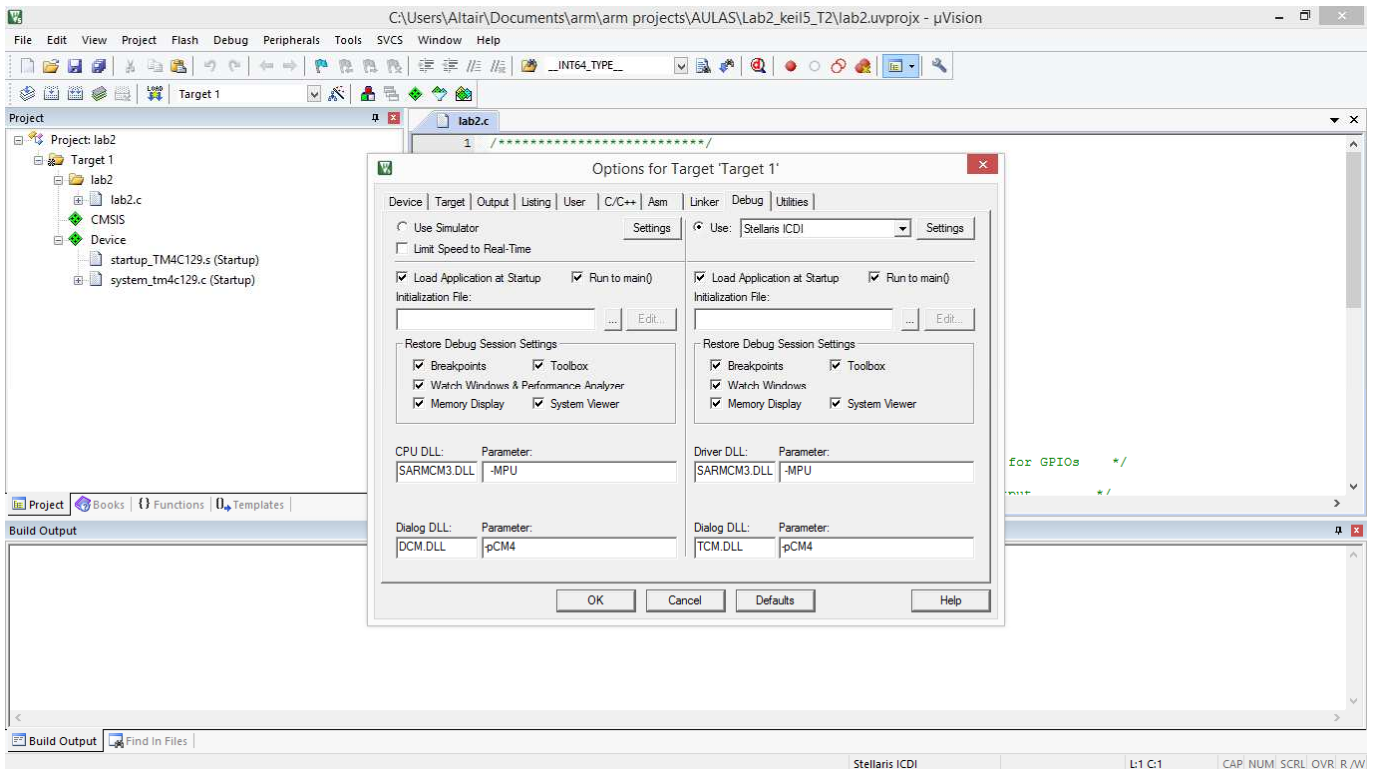 C:\Users\Altair\Documents\arm\arm projects\AULAS\Lab2_keil5_T2\lab2.uvprojx - µVision
File Edit View Project Flash Debug Peripherals Tools SVCS Window Help
__INT64_TYPE__
LOAD Target 1
Project
Project: lab2
Target 1
lab2
lab2.c
CMSIS
Device
startup_TM4C129.s (Startup)
system_tm4c129.c (Startup)
Project Books {} Functions Templates
lab2.c
1 /**************************/
for GPIOs */
*/
Options for Target 'Target 1'
Device Target Output Listing User C/C++ Asm Linker Debug Utilities
Use Simulator Settings
Limit Speed to Real-Time
Load Application at Startup Run to main()
Initialization File:
... Edit...
Restore Debug Session Settings
Breakpoints Toolbox
Watch Windows & Performance Analyzer
Memory Display System Viewer
CPU DLL: Parameter:
SARMCM3.DLL -MPU
Dialog DLL: Parameter:
DCM.DLL -pCM4
Use: Stellaris ICDI Settings
Load Application at Startup Run to main()
Initialization File:
... Edit...
Restore Debug Session Settings
Breakpoints Toolbox
Watch Windows
Memory Display System Viewer
Driver DLL: Parameter:
SARMCM3.DLL -MPU
Dialog DLL: Parameter:
TCM.DLL -pCM4
OK Cancel Defaults Help
Build Output
Build Output Find In Files
Stellaris ICDI L:1 C:1 CAP NUM SCRL OVR R/W